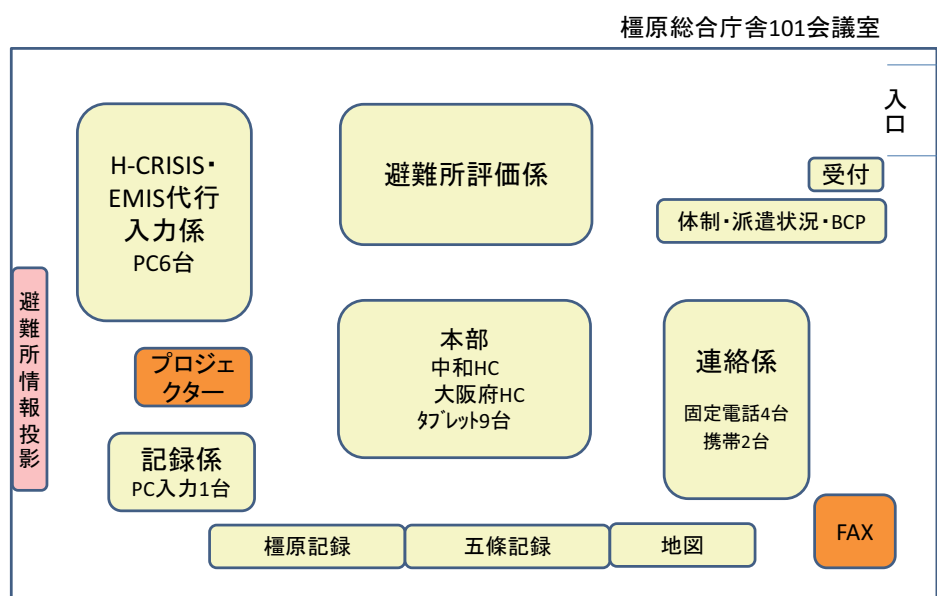 橿原総合庁舎101会議室
入
口
H-CRISIS・
EMIS代行
入力係
PC6台
避難所評価係
受付
体制・派遣状況・BCP
避
難
所
情
報
投
影
プロジェ
クター
本部
中和HC
大阪府HC
ﾀﾌﾞﾚｯﾄ9台
連絡係
固定電話4台
携帯2台
記録係
PC入力1台
橿原記録
五條記録
地図
FAX